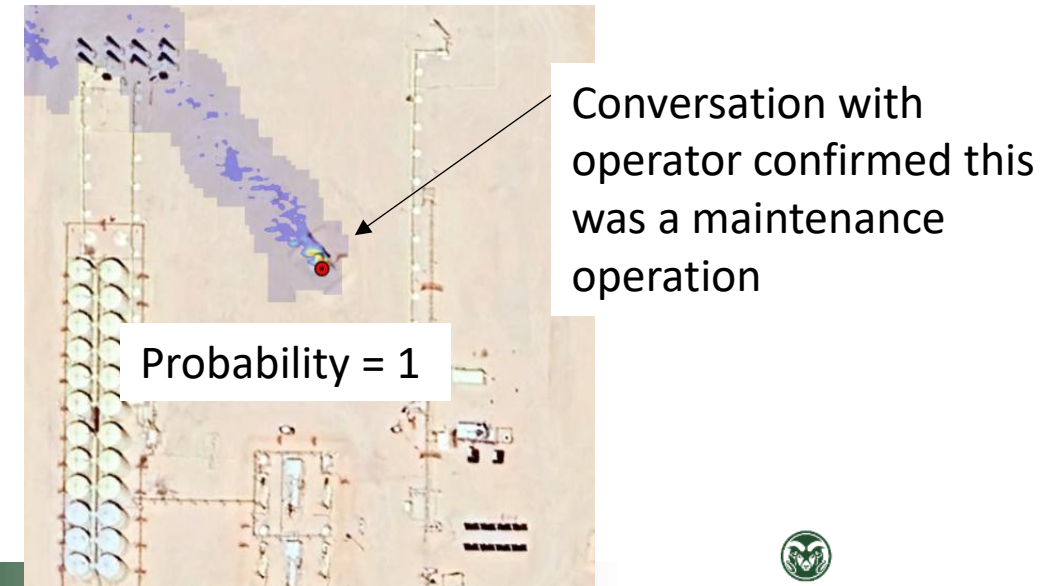 Conversation with
operator confirmed this
was a maintenance
operation
Probability = 1